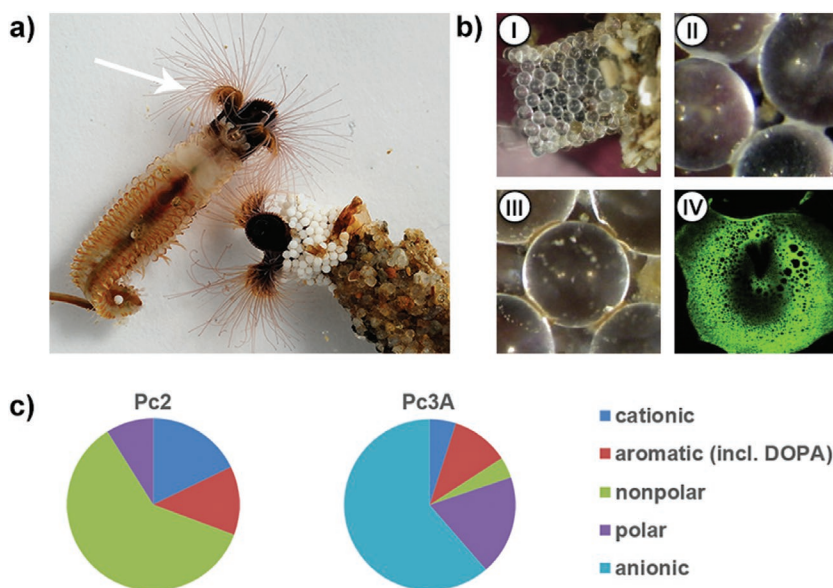 a)
b)
I
II
III
IV
c)
Pc2
Pc3A
cationic
aromatic (incl. DOPA)
nonpolar
polar
anionic